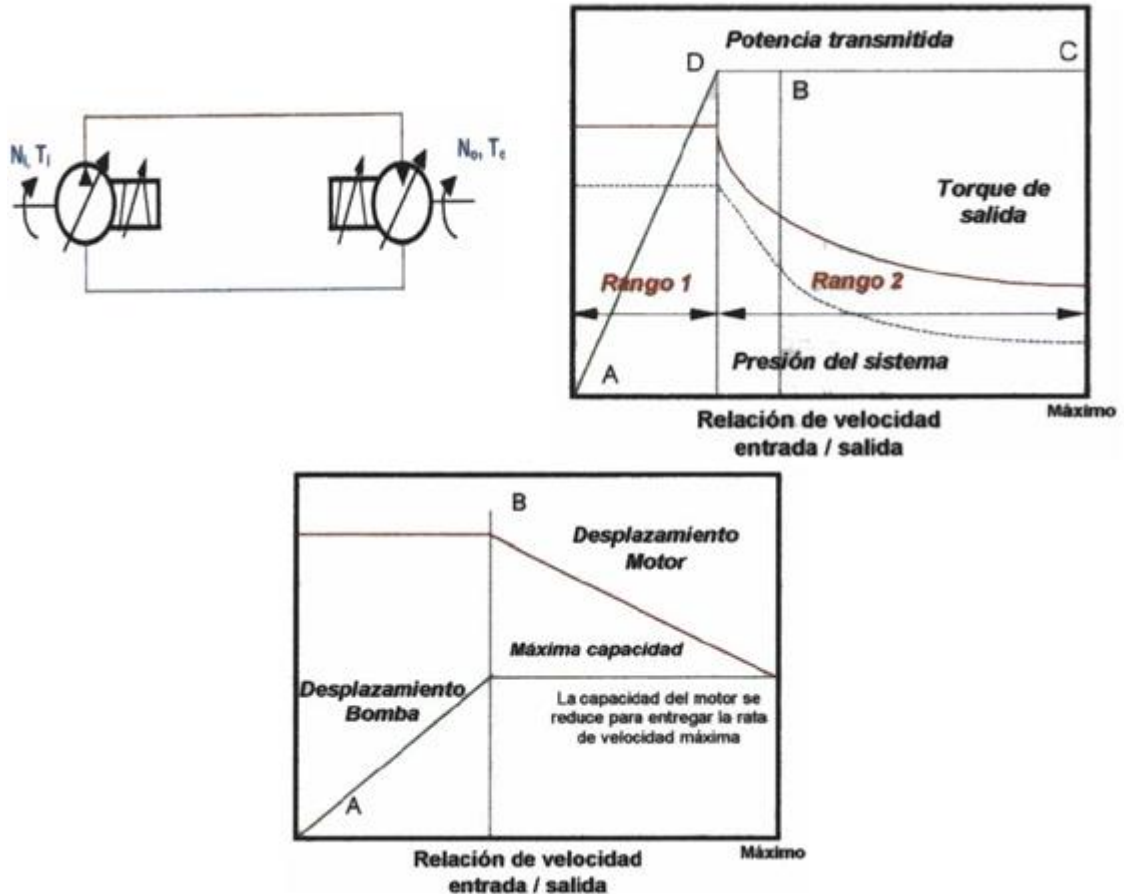 Nᵢ, Tᵢ
Nₒ, T
Potencia transmitida
D
C
B
Torque de
salida
Rango 1
Rango 2
A
Presión del sistema
Relación de velocidad
entrada / salida
Máximo
B
Desplazamiento
Motor
Máxima capacidad
Desplazamiento
Bomba
La capacidad del motor se
reduce para entregar la rata
de velocidad máxima
A
Relación de velocidad
entrada / salida
Máximo